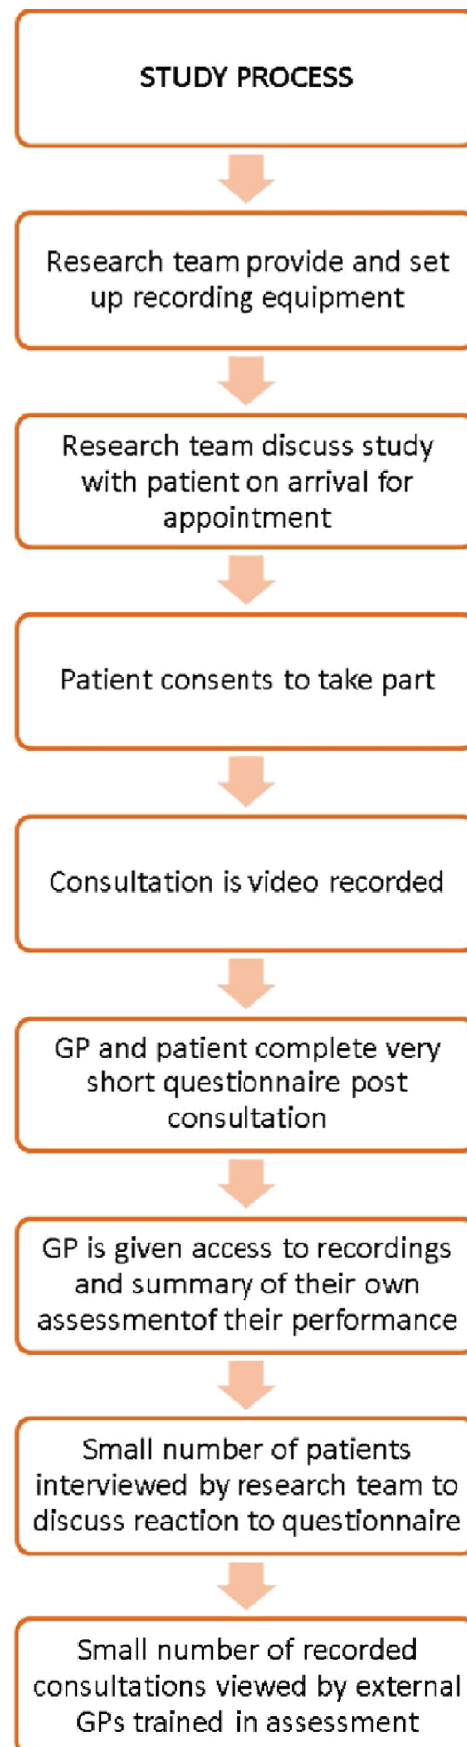 STUDY PROCESS
Research team provide and set
up recording equipment
Research team discuss study
with patient on arrival for
appointment
Patient consents to take part
Consultation is video recorded
GP and patient complete very
short questionnaire post
consultation
GP is given access to recordings
and summary of their own
assessmentof their performance
Small number of patients
interviewed by research team to
discuss reaction to questionnaire
Small number of recorded
consultations viewed by external
GPs trained in assessment